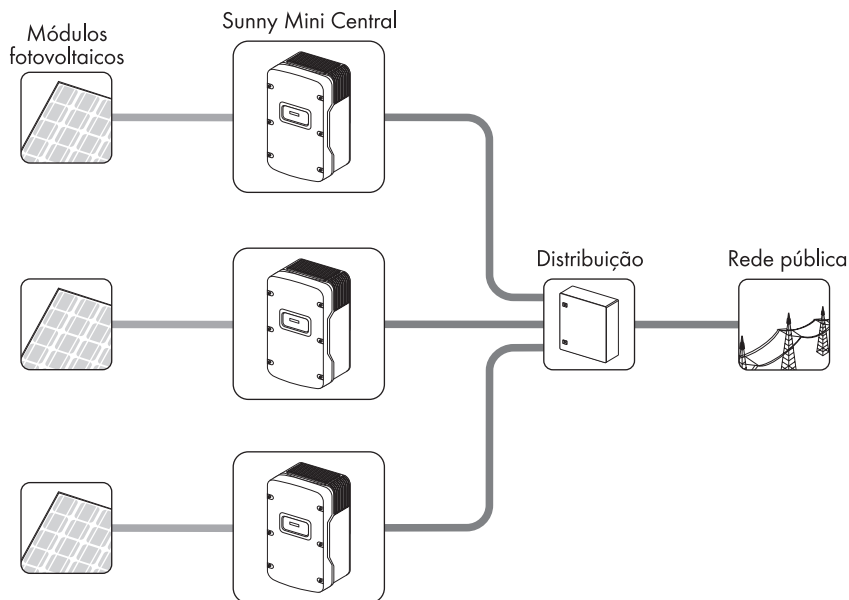 Módulos
fotovoltaicos
Sunny Mini Central
Distribuição
Rede pública